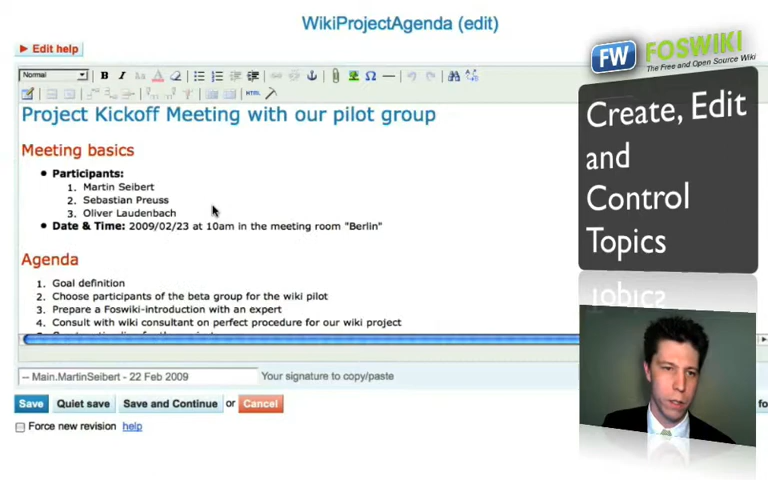 WikiProjectAgenda (edit)
Edit help
FW FOSWIKI
The Free and Open Source Wiki
Normal
HTML
Create, Edit
and
Control
Topics
Project Kickoff Meeting with our pilot group
Meeting basics
• Participants:
1. Martin Seibert
2. Sebastian Preuss
3. Oliver Laudenbach
• Date & Time: 2009/02/23 at 10am in the meeting room "Berlin"
Agenda
1. Goal definition
2. Choose participants of the beta group for the wiki pilot
3. Prepare a Foswiki-introduction with an expert
4. Consult with wiki consultant on perfect procedure for our wiki project
-- Main.MartinSeibert - 22 Feb 2009 Your signature to copy/paste
Save Quiet save Save and Continue or Cancel
fo
Force new revision help